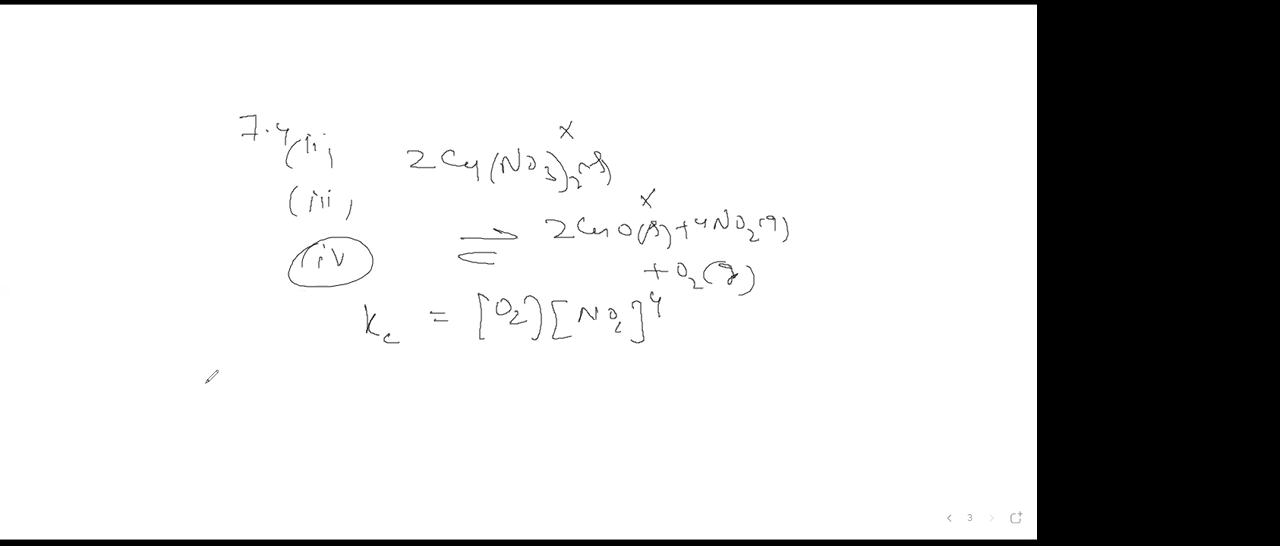 7.4 (ii)
2Cu(NO3)2(s)
x
(iii)
x
⇌ 2CuO(s)+4NO2(g)
(iv
+O2(g)
Kc = [O2][NO2]^4
3